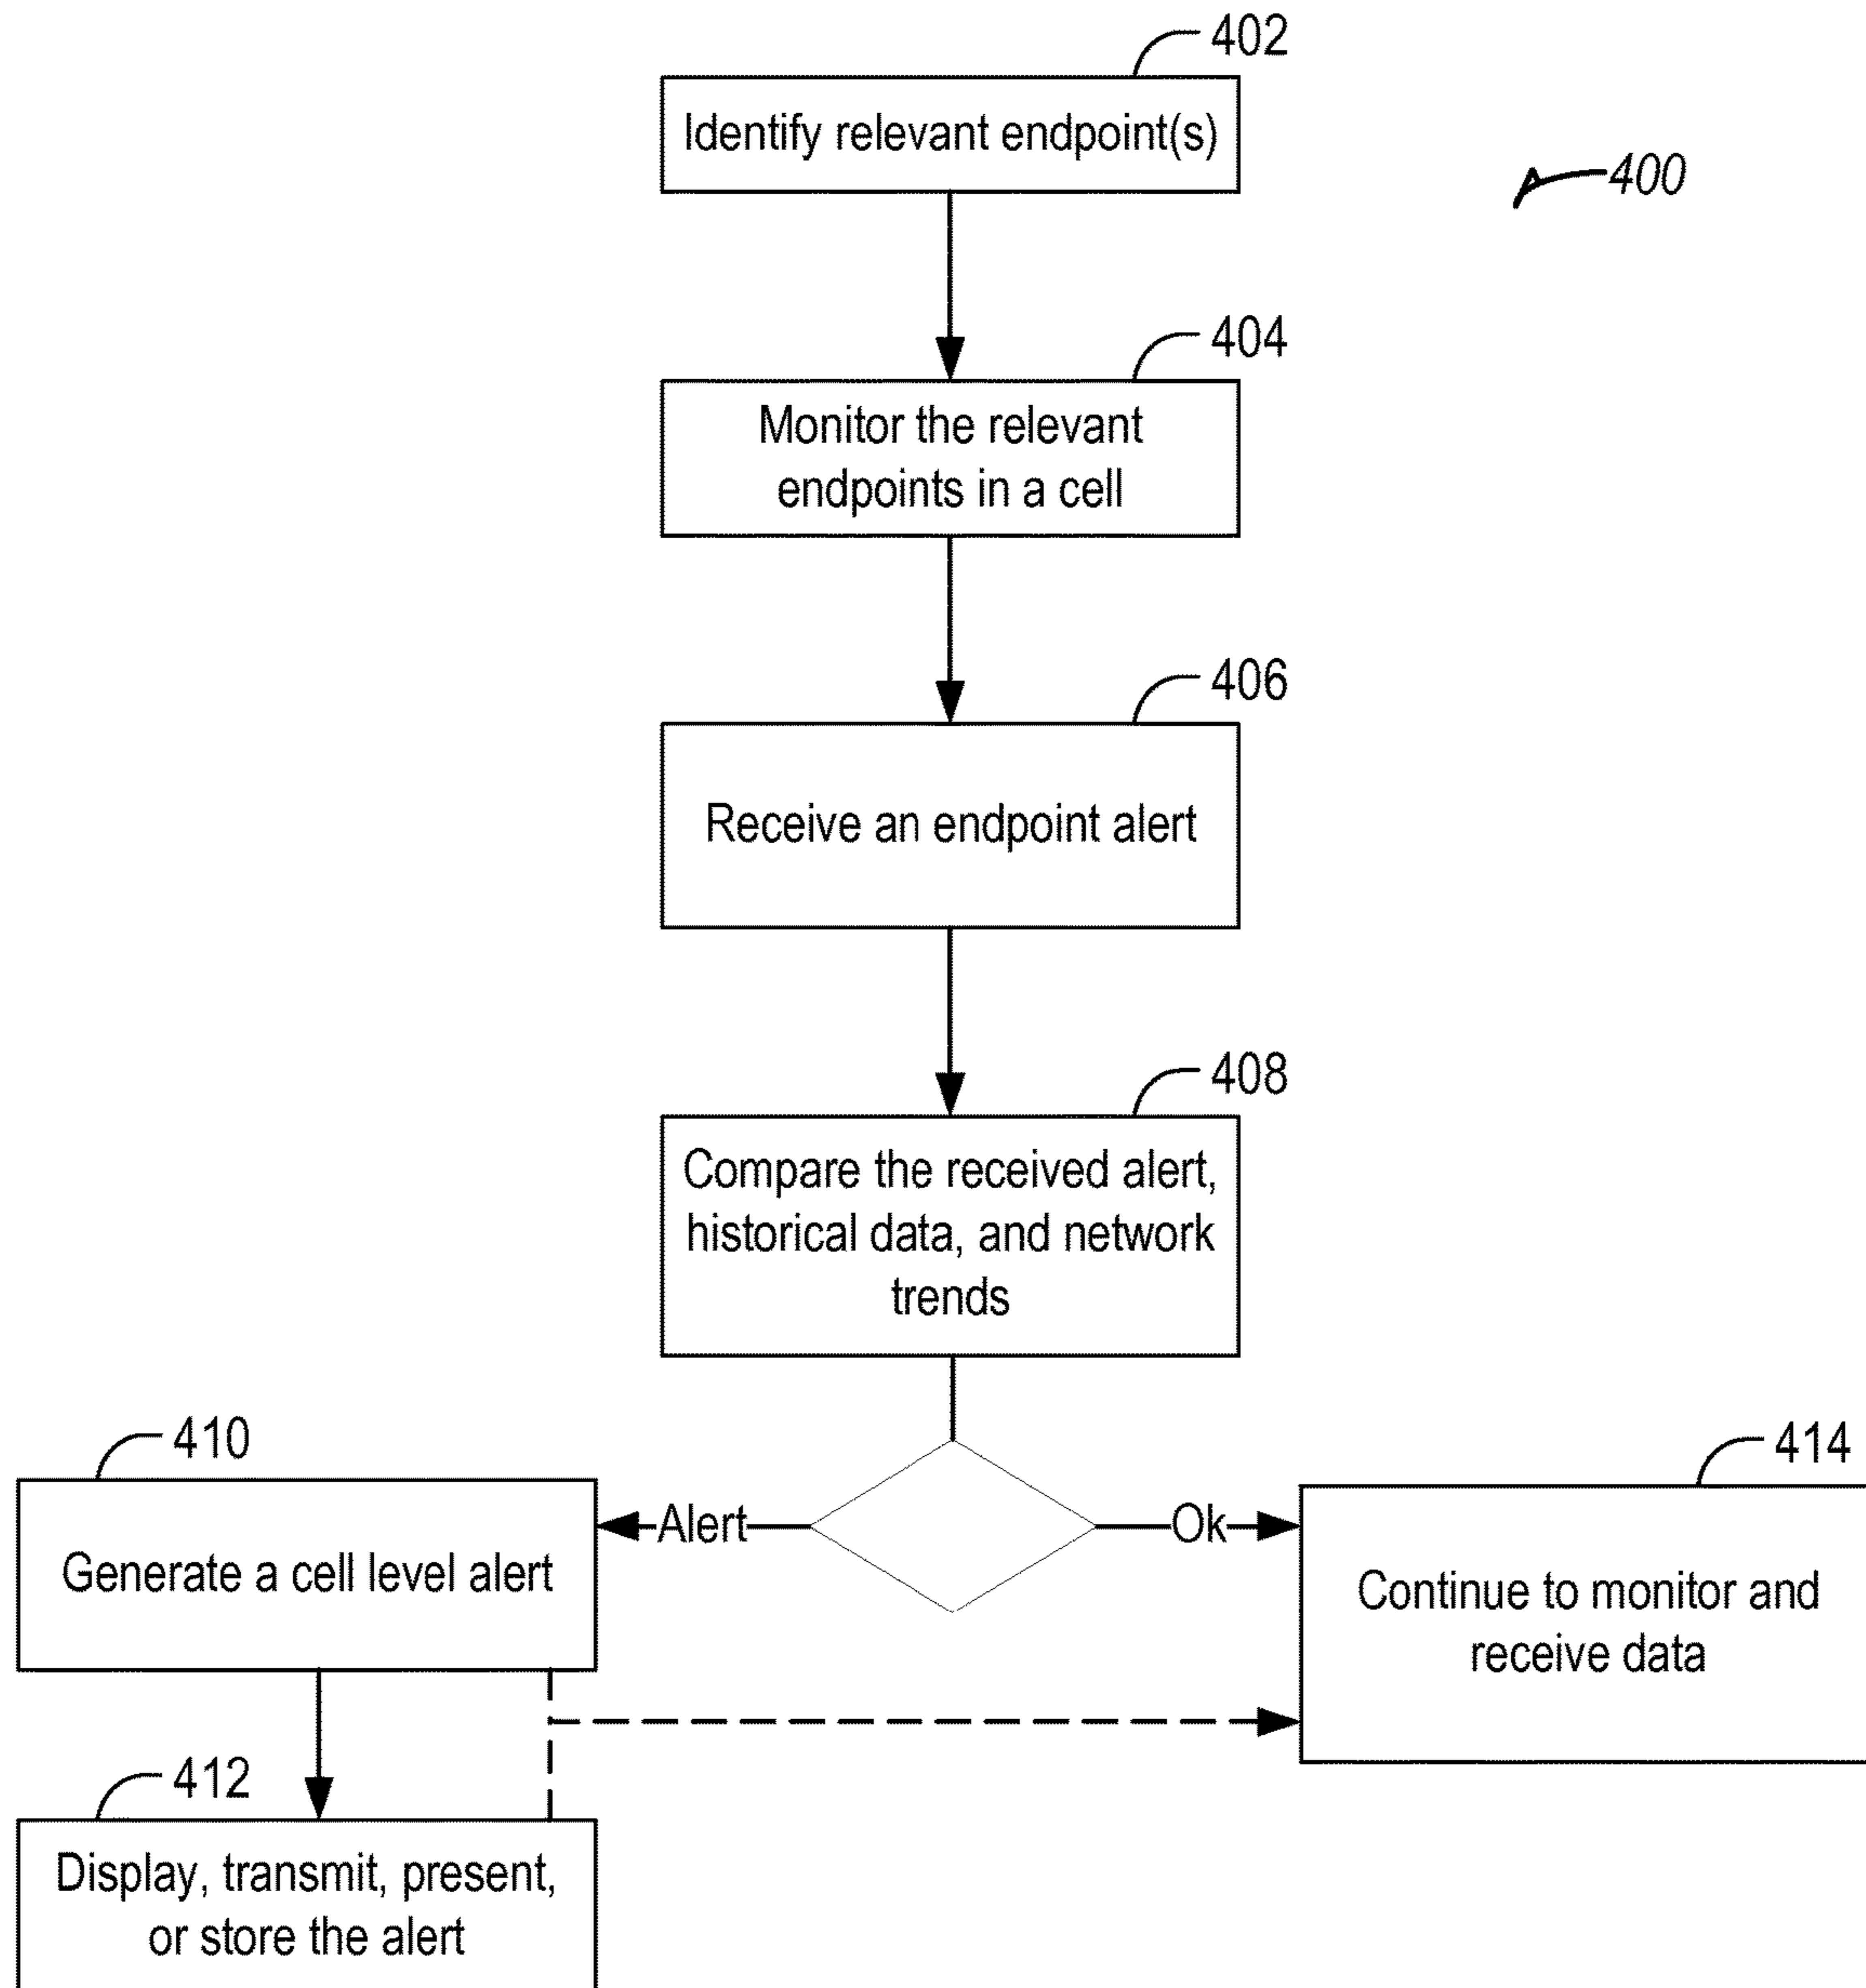 402
Identify relevant endpoint(s)
400
404
Monitor the relevant
endpoints in a cell
406
Receive an endpoint alert
408
Compare the received alert,
historical data, and network
trends
410
414
Alert
Ok
Generate a cell level alert
Continue to monitor and
receive data
412
Display, transmit, present,
or store the alert